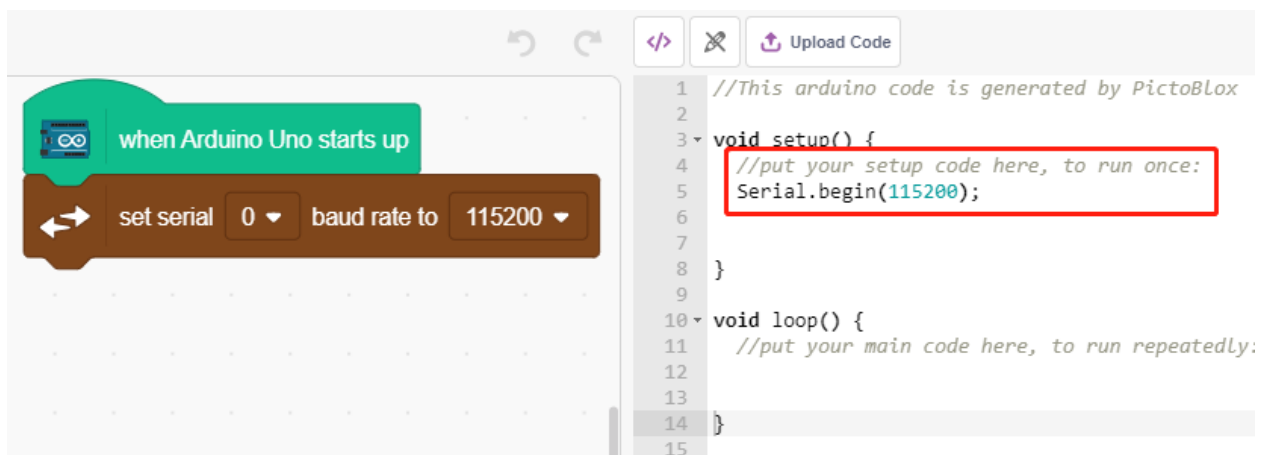 </> Upload Code
when Arduino Uno starts up
set serial 0 baud rate to 115200
1 //This arduino code is generated by PictoBlox
2
3 void setup() {
4 //put your setup code here, to run once:
5 Serial.begin(115200);
6
7
8 }
9
10 void loop() {
11 //put your main code here, to run repeatedly:
12
13
14 }
15